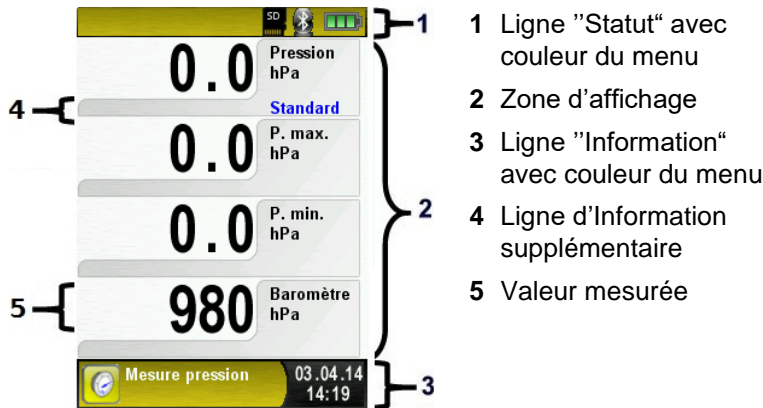 SD
1
0.0 Pression
hPa
4
Standard
0.0 P. max.
hPa
0.0 P. min.
hPa
2
5
980 Baromètre
hPa
Mesure pression 03.04.14
14:19
3
1 Ligne ’’Statut“ avec
couleur du menu
2 Zone d’affichage
3 Ligne ’’Information“
avec couleur du menu
4 Ligne d’Information
supplémentaire
5 Valeur mesurée